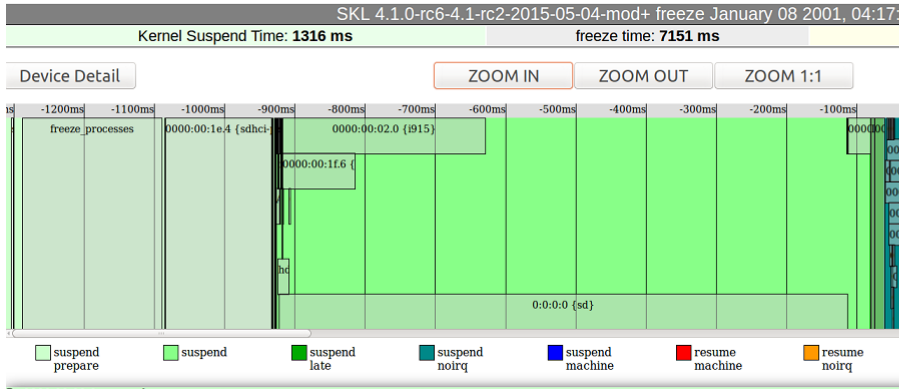 SKL 4.1.0-rc6-4.1-rc2-2015-05-04-mod+ freeze January 08 2001, 04:17:
Kernel Suspend Time: 1316 ms freeze time: 7151 ms
Device Detail ZOOM IN ZOOM OUT ZOOM 1:1
-1200ms -1100ms -1000ms -900ms -800ms -700ms -600ms -500ms -400ms -300ms -200ms -100ms
freeze_processes 0000:00:1e.4 {sdhci- 0000:00:02.0 {i915}
0000:00:1f.6 {
hd
0:0:0:0 {sd}
suspend prepare
suspend
suspend late
suspend noirq
suspend machine
resume machine
resume noirq